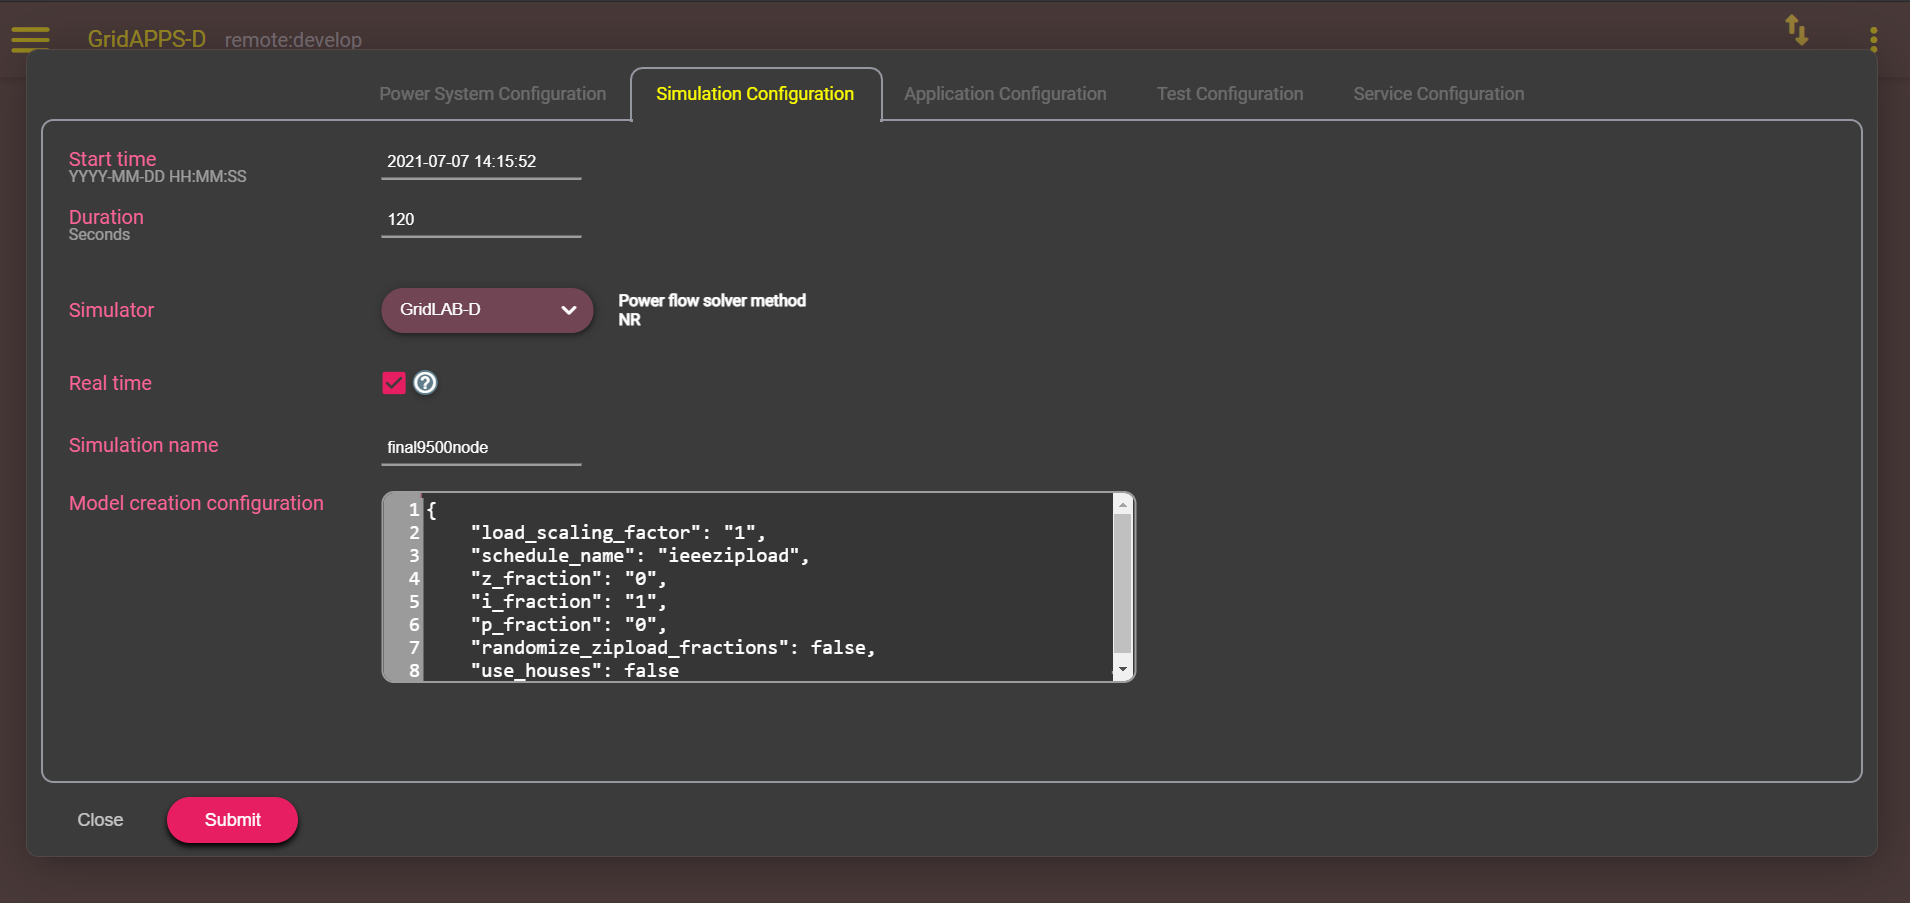 GridAPPS-D remote:develop
Power System Configuration Simulation Configuration Application Configuration Test Configuration Service Configuration
Start time
YYYY-MM-DD HH:MM:SS
2021-07-07 14:15:52
Duration
Seconds
120
Simulator
GridLAB-D
Power flow solver method
NR
Real time
?
Simulation name
final9500node
Model creation configuration
1 {
2 "load_scaling_factor": "1",
3 "schedule_name": "ieeezipload",
4 "z_fraction": "0",
5 "i_fraction": "1",
6 "p_fraction": "0",
7 "randomize_zipload_fractions": false,
8 "use_houses": false
Close Submit